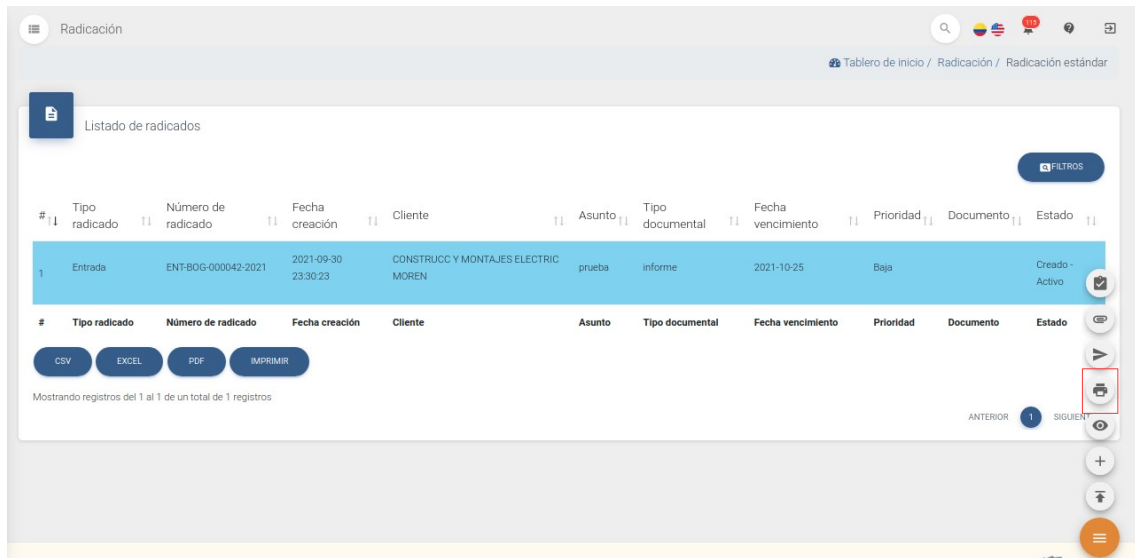 Radicación
115
Tablero de inicio / Radicación / Radicación estándar
Listado de radicados
FILTROS
# Tipo radicado Número de radicado Fecha creación Cliente Asunto Tipo documental Fecha vencimiento Prioridad Documento Estado
1 Entrada ENT-BOG-000042-2021 2021-09-30 23:30:23 CONSTRUCC Y MONTAJES ELECTRIC MOREN prueba informe 2021-10-25 Baja Creado - Activo
# Tipo radicado Número de radicado Fecha creación Cliente Asunto Tipo documental Fecha vencimiento Prioridad Documento Estado
CSV EXCEL PDF IMPRIMIR
Mostrando registros del 1 al 1 de un total de 1 registros
ANTERIOR 1 SIGUIENT